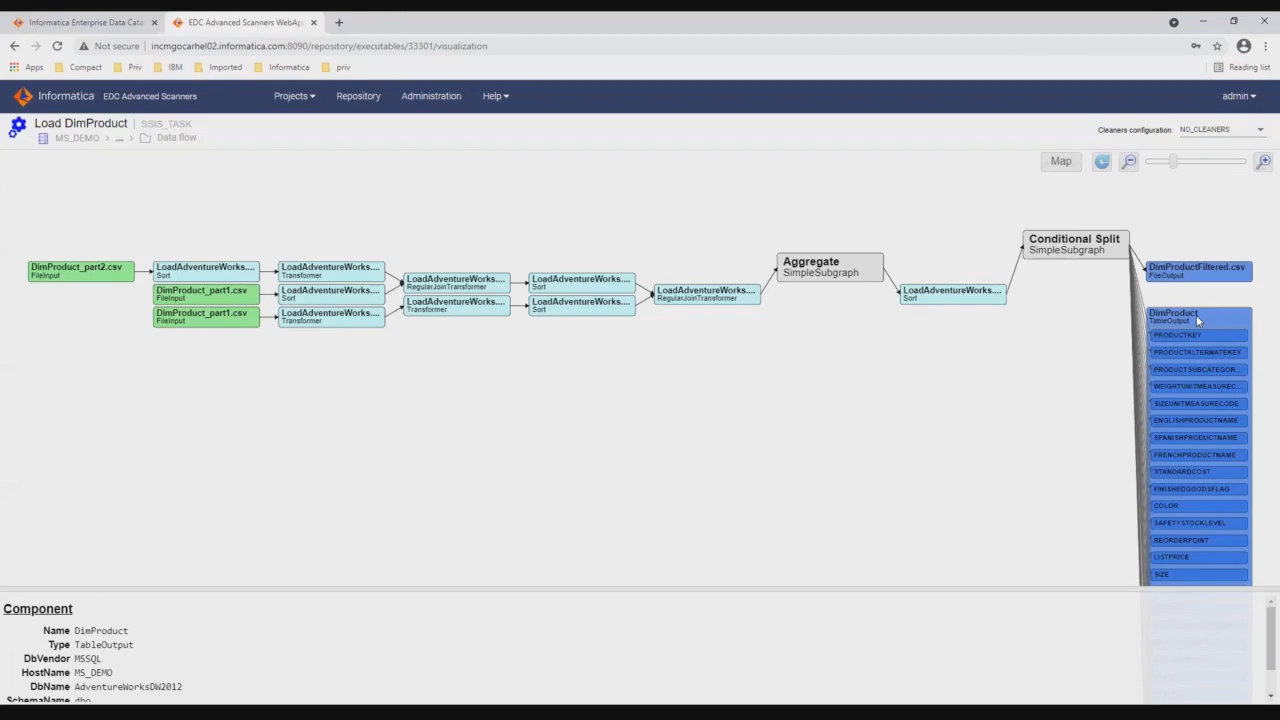 Informatica Enterprise Data Cata
EDC Advanced Scanners WebApp
Not secure
incmgocarhel02.informatica.com:8090/repository/executables/33301/visualization
Apps
Compact
Priv
IBM
Imported
Informatica
priv
Reading list
Informatica
EDC Advanced Scanners
Projects
Repository
Administration
Help
admin
Load DimProduct
SSIS_TASK
MS_DEMO > ... > Data flow
Cleaners configuration: NO_CLEANERS
Map
Conditional Split
SimpleSubgraph
Aggregate
SimpleSubgraph
DimProduct_part2.csv
FileInput
LoadAdventureWorks....
Sort
LoadAdventureWorks....
Transformer
LoadAdventureWorks....
RegularJoinTransformer
LoadAdventureWorks....
Sort
DimProductFiltered.csv
FileOutput
DimProduct_part1.csv
FileInput
LoadAdventureWorks....
Sort
LoadAdventureWorks....
Transformer
LoadAdventureWorks....
Sort
LoadAdventureWorks....
RegularJoinTransformer
LoadAdventureWorks....
Sort
DimProduct_part1.csv
FileInput
LoadAdventureWorks....
Transformer
DimProduct
TableOutput
PRODUCTKEY
PRODUCTALTERNATEKEY
PRODUCTSUBCATEGOR...
WEIGHTUNITMEASUREC...
SIZEUNITMEASURECODE
ENGLISHPRODUCTNAME
SPANISHPRODUCTNAME
FRENCHPRODUCTNAME
STANDARDCOST
FINISHEDGOODSFLAG
COLOR
SAFETYSTOCKLEVEL
REORDERPOINT
LISTPRICE
SIZE
Component
Name DimProduct
Type TableOutput
DbVendor MSSQL
HostName MS_DEMO
DbName AdventureWorksDW2012
SchemaName dbo